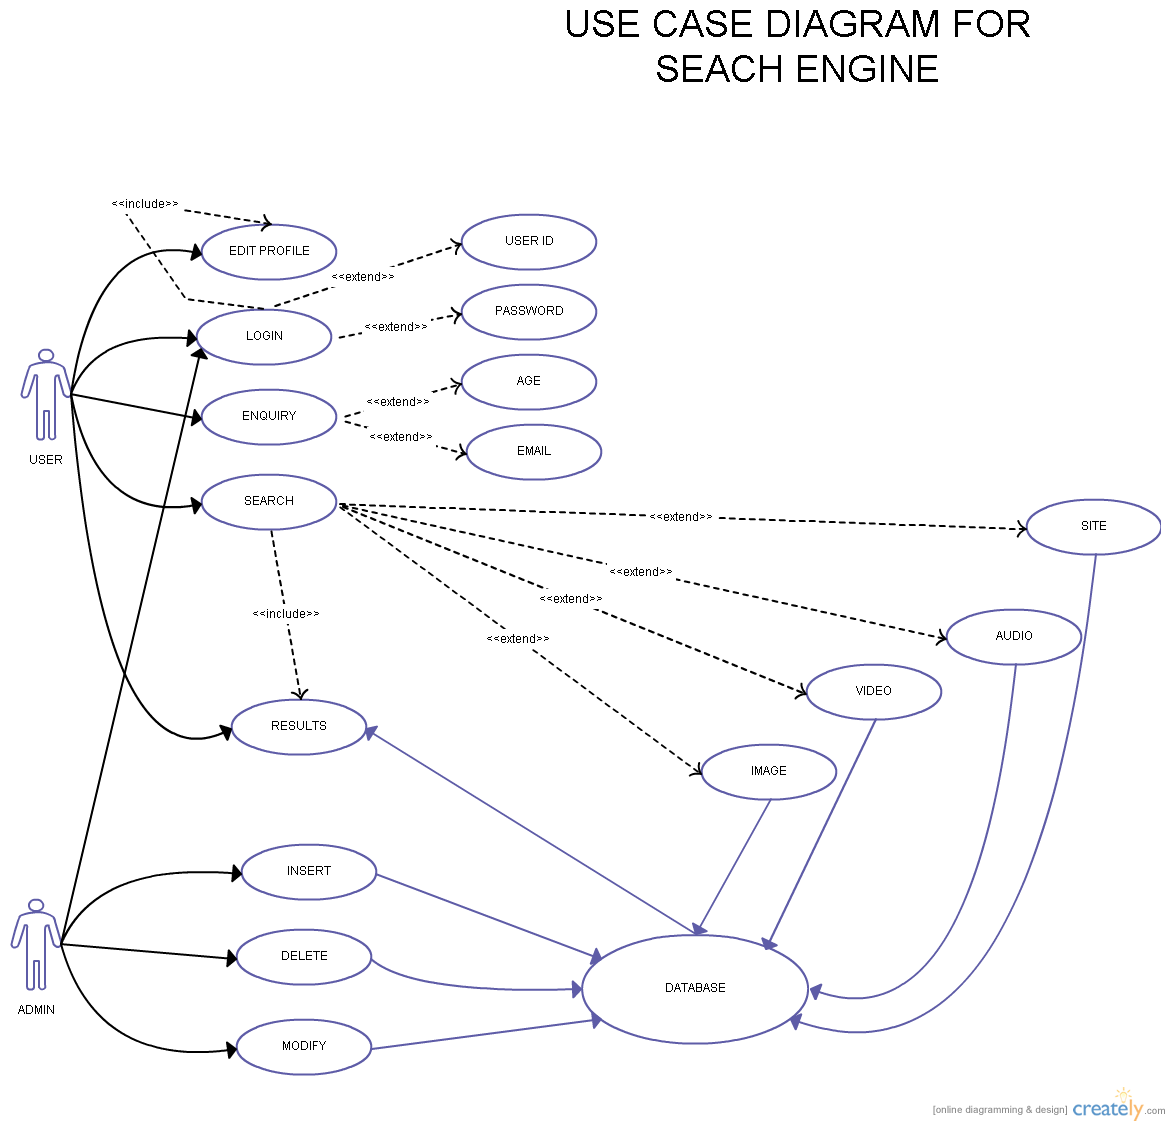 USE CASE DIAGRAM FOR
SEACH ENGINE
<<include>>
EDIT PROFILE
USER ID
<<extend>>
PASSWORD
<<extend>>
LOGIN
AGE
<<extend>>
ENQUIRY
<<extend>>
EMAIL
USER
SEARCH
<<extend>>
SITE
<<extend>>
<<extend>>
<<include>>
<<extend>>
AUDIO
VIDEO
RESULTS
IMAGE
INSERT
DELETE
DATABASE
ADMIN
MODIFY
[online diagramming & design] creately.com